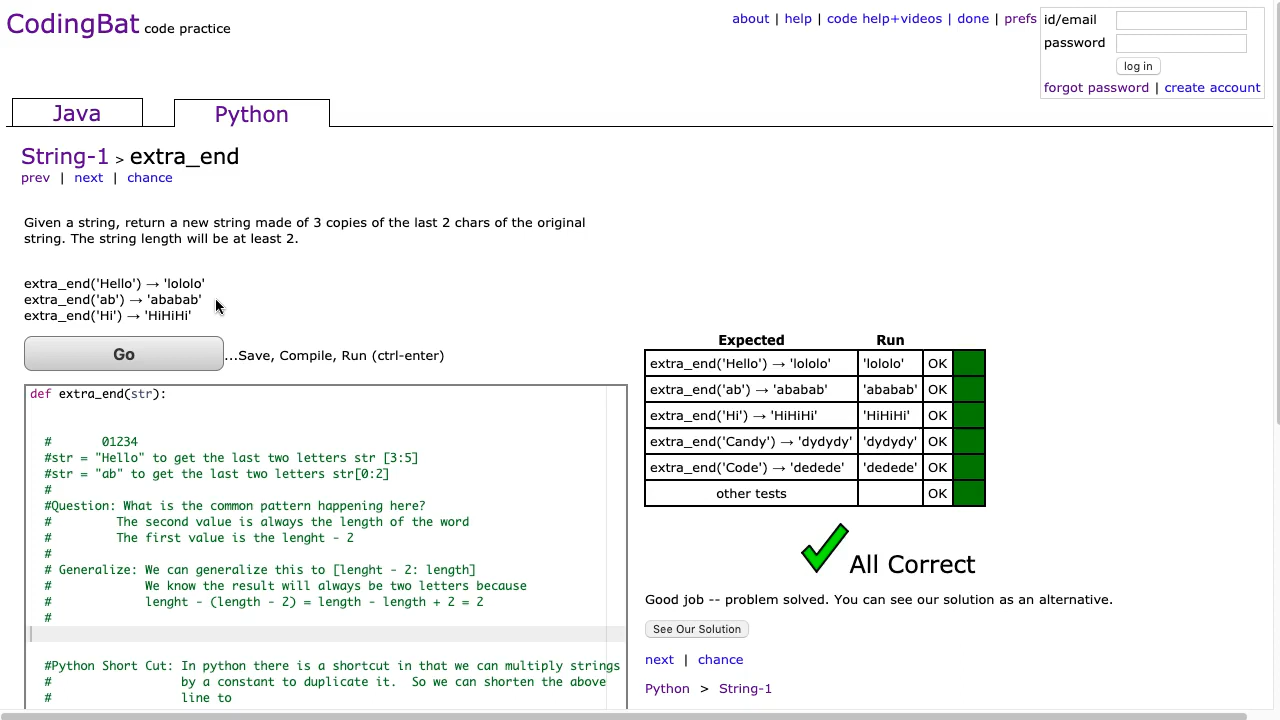 CodingBat code practice
about | help | code help+videos | done | prefs
id/email
password
log in
forgot password | create account
Java
Python
String-1 > extra_end
prev | next | chance
Given a string, return a new string made of 3 copies of the last 2 chars of the original
string. The string length will be at least 2.
extra_end('Hello') → 'lololo'
extra_end('ab') → 'ababab'
extra_end('Hi') → 'HiHiHi'
Go
...Save, Compile, Run (ctrl-enter)
def extra_end(str):
# 01234
#str = "Hello" to get the last two letters str [3:5]
#str = "ab" to get the last two letters str[0:2]
#
#Question: What is the common pattern happening here?
# The second value is always the length of the word
# The first value is the lenght - 2
#
# Generalize: We can generalize this to [lenght - 2: length]
# We know the result will always be two letters because
# lenght - (length - 2) = length - length + 2 = 2
#
#Python Short Cut: In python there is a shortcut in that we can multiply strings
# by a constant to duplicate it. So we can shorten the above
# line to
Expected Run
extra_end('Hello') → 'lololo' 'lololo' OK
extra_end('ab') → 'ababab' 'ababab' OK
extra_end('Hi') → 'HiHiHi' 'HiHiHi' OK
extra_end('Candy') → 'dydydy' 'dydydy' OK
extra_end('Code') → 'dedede' 'dedede' OK
other tests OK
All Correct
Good job -- problem solved. You can see our solution as an alternative.
See Our Solution
next | chance
Python > String-1